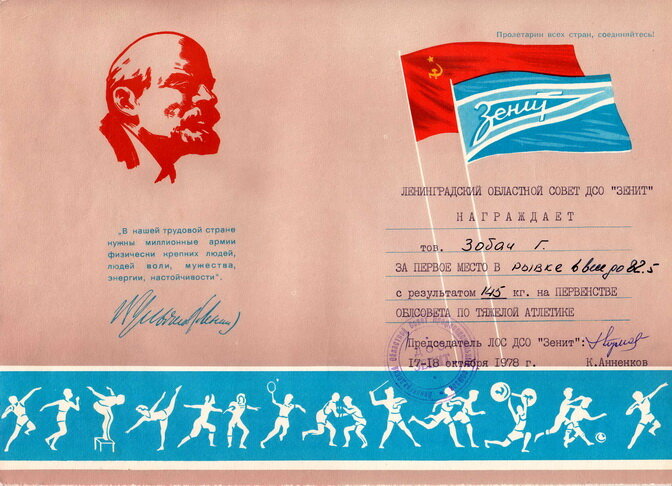 „В нашей трудовой стране
нужны миллионные армии
физически крепких людей,
людей воли, мужества,
энергии, настойчивости".
В. Ульянов (Ленин)
Пролетарии всех стран, соединяйтесь!
Зенит
ЛЕНИНГРАДСКИЙ ОБЛАСТНОЙ СОВЕТ ДСО "ЗЕНИТ"
НАГРАЖДАЕТ
тов. Зобач Г.
ЗА ПЕРВОЕ МЕСТО В рывке в весе до 82.5
с результатом 145 кг. на ПЕРВЕНСТВЕ
ОБЛСОВЕТА ПО ТЯЖЕЛОЙ АТЛЕТИКЕ
Председатель ЛОС ДСО "Зенит":
17-18 октября 1978 г. К.Анненков